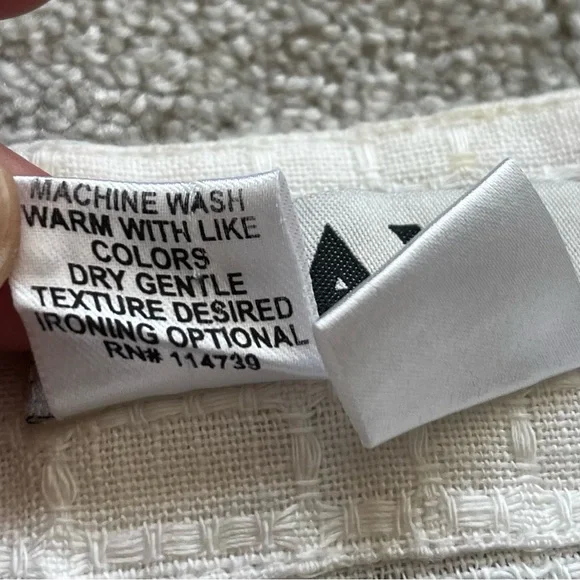 MACHINE WASH
WARM WITH LIKE
COLORS
DRY GENTLE
TEXTURE DESIRED
IRONING OPTIONAL
RN# 114739